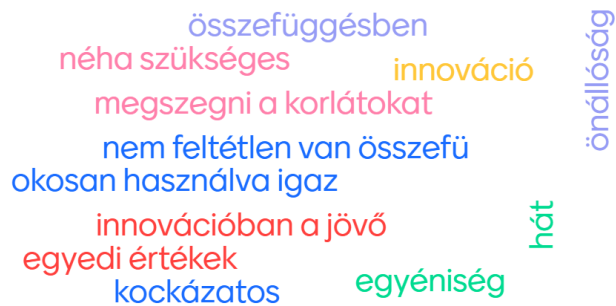 összefüggésben
néha szükséges
innováció
önállóság
megszegni a korlátokat
nem feltétlen van összefü
okosan használva igaz
innovációban a jövő
hát
egyedi értékek
egyéniség
kockázatos